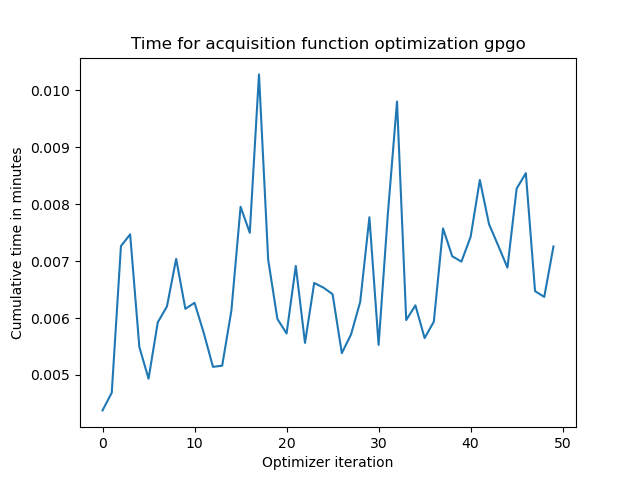 Time for acquisition function optimization gpgo
Cumulative time in minutes
0.010
0.009
0.008
0.007
0.006
0.005
0 10 20 30 40 50
Optimizer iteration